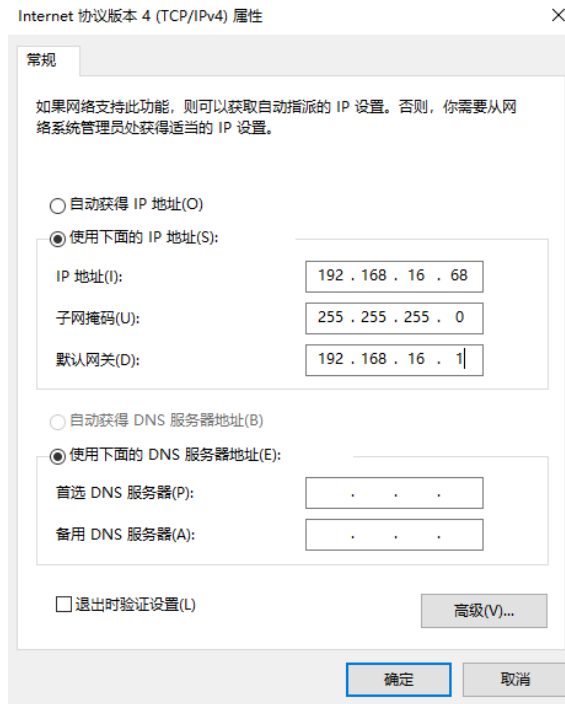 Internet 协议版本 4 (TCP/IPv4) 属性
常规
如果网络支持此功能，则可以获取自动指派的 IP 设置。否则，你需要从网
络系统管理员处获得适当的 IP 设置。
自动获得 IP 地址(O)
使用下面的 IP 地址(S):
IP 地址(I): 192 . 168 . 16 . 68
子网掩码(U): 255 . 255 . 255 . 0
默认网关(D): 192 . 168 . 16 . 1
自动获得 DNS 服务器地址(B)
使用下面的 DNS 服务器地址(E):
首选 DNS 服务器(P): . . .
备用 DNS 服务器(A): . . .
退出时验证设置(L)
高级(V)...
确定 取消